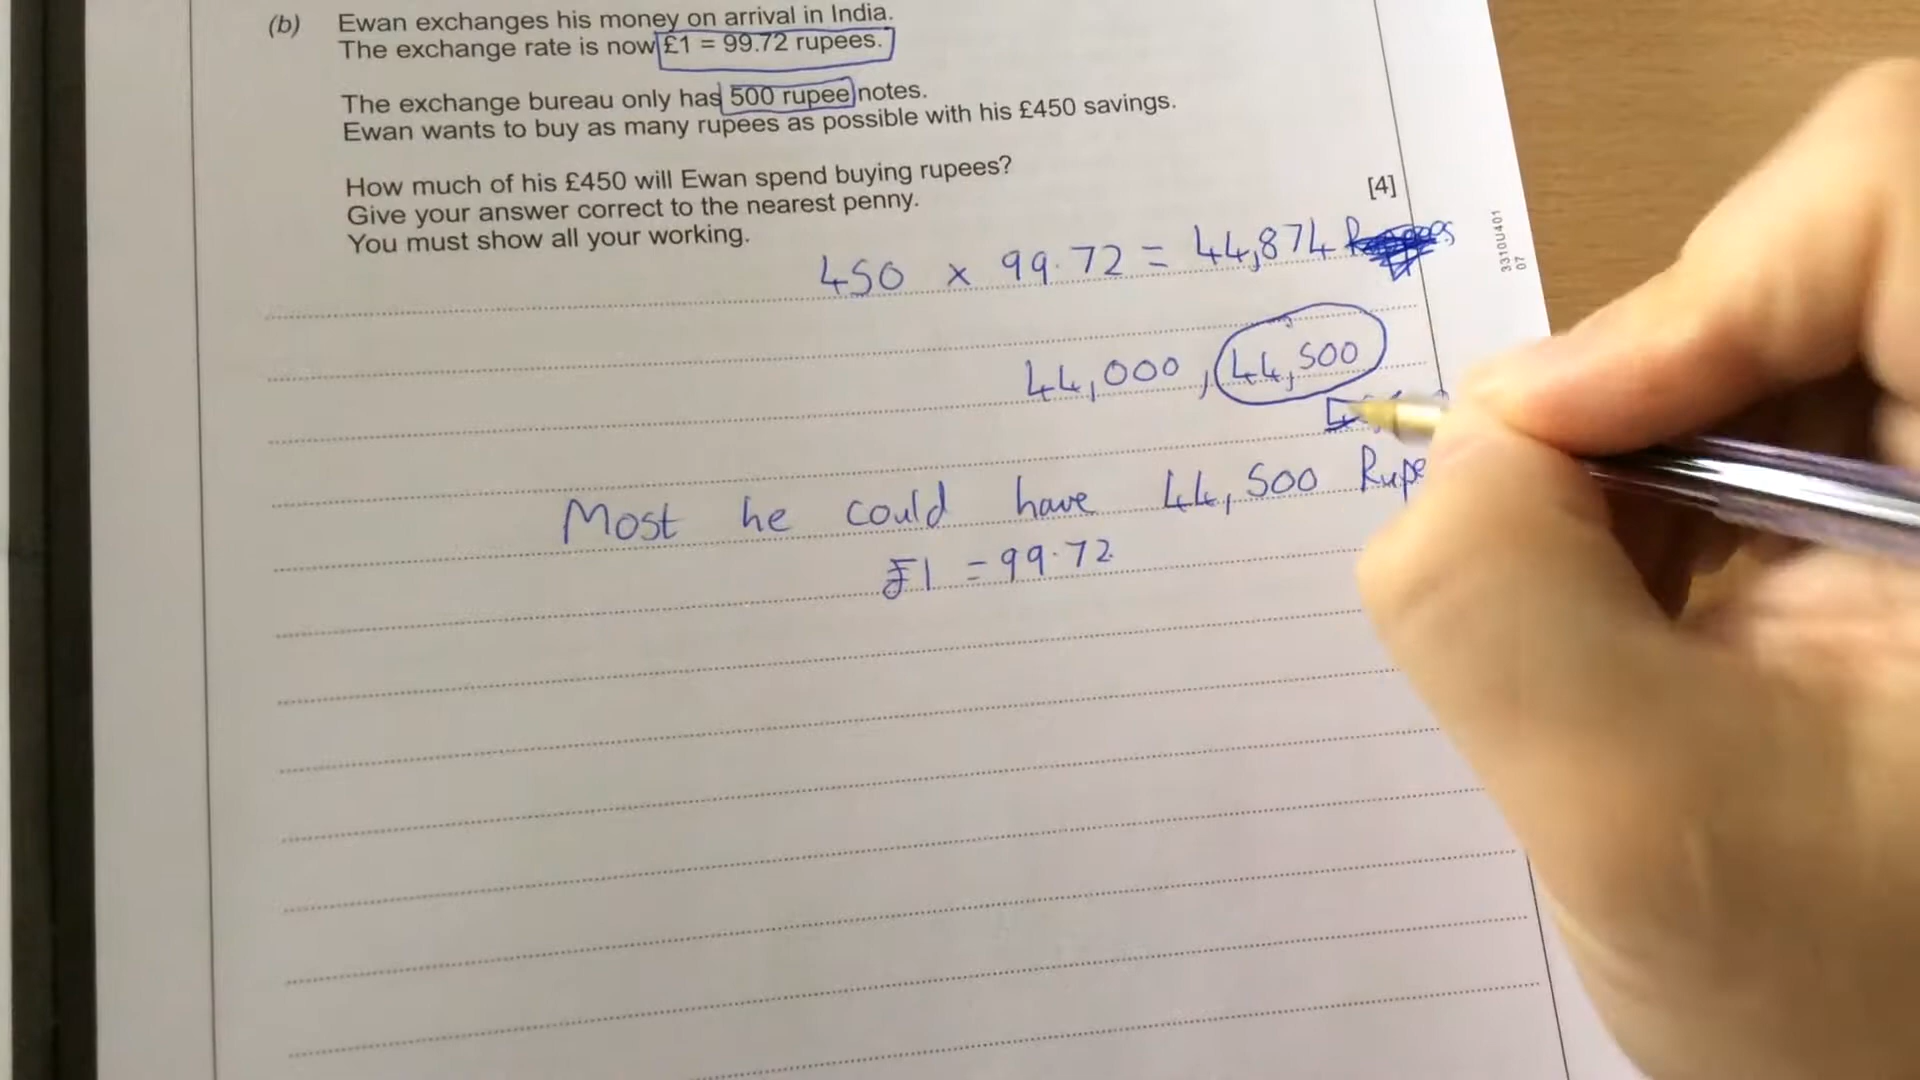 (b) Ewan exchanges his money on arrival in India.
The exchange rate is now £1 = 99.72 rupees.
The exchange bureau only has 500 rupee notes.
Ewan wants to buy as many rupees as possible with his £450 savings.
How much of his £450 will Ewan spend buying rupees?
Give your answer correct to the nearest penny.
You must show all your working.
[4]
450 × 99.72 = 44,874
44,000, 44,500
Most he could have 44,500 Rupe
£1 = 99.72
3310U401
07